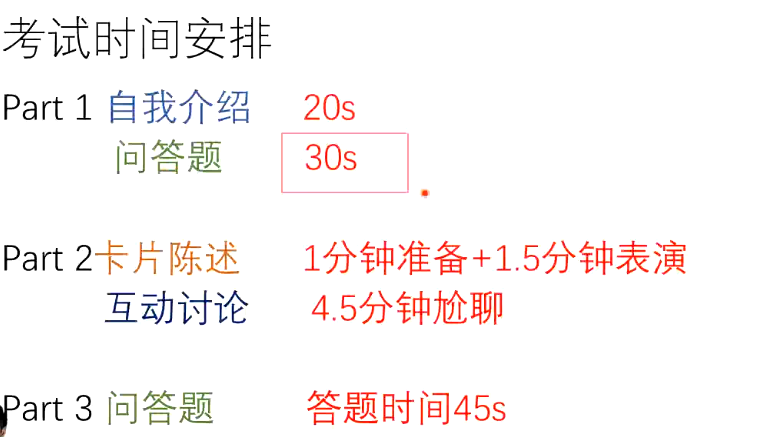 考试时间安排
Part 1 自我介绍 20s
问答题 30s
Part 2卡片陈述 1分钟准备+1.5分钟表演
互动讨论 4.5分钟尬聊
Part 3 问答题 答题时间45s